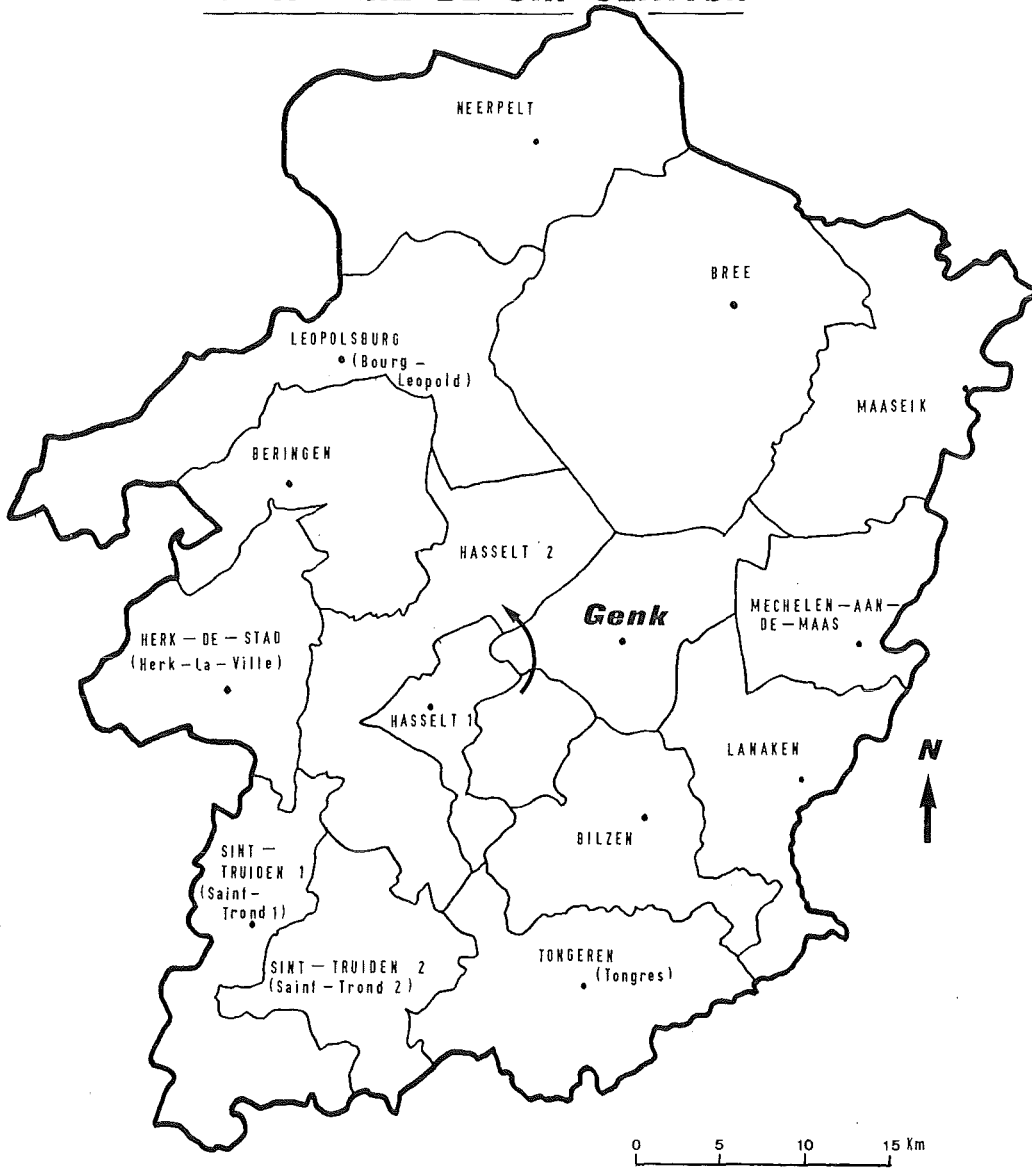 NEERPELT
BREE
LEOPOLSBURG
(Bourg-
Leopold)
MAASEIK
BERINGEN
HASSELT 2
Genk
MECHELEN-AAN-
DE-MAAS
HERK-DE-STAD
(Herk-La-Ville)
HASSELT 1
LANAKEN
N
BILZEN
SINT-
TRUIDEN 1
(Saint-
Trond 1)
SINT-TRUIDEN 2
(Saint-Trond 2)
TONGEREN
(Tongres)
0 5 10 15 Km